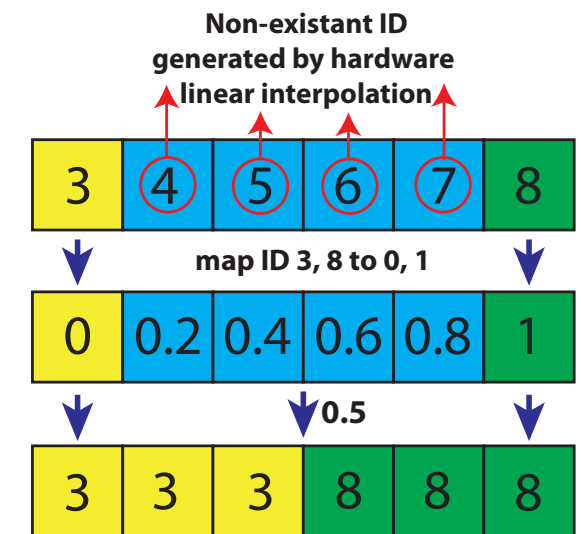 Non-existant ID
generated by hardware
linear interpolation
3 4 5 6 7 8
map ID 3, 8 to 0, 1
0 0.2 0.4 0.6 0.8 1
0.5
3 3 3 8 8 8